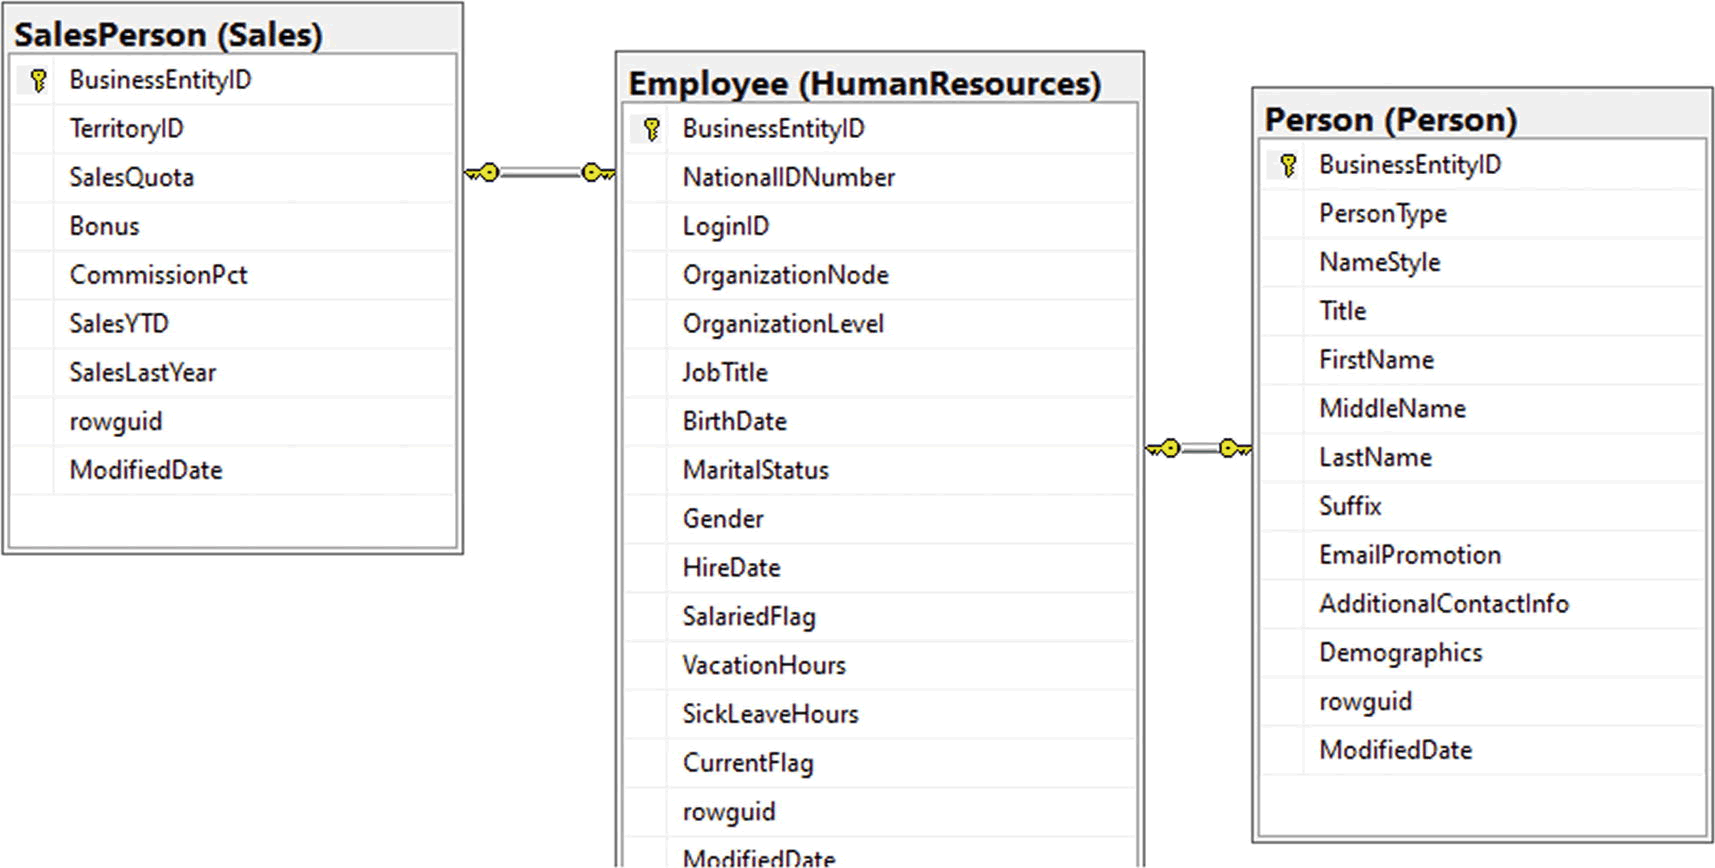 SalesPerson (Sales)
BusinessEntityID
TerritoryID
SalesQuota
Bonus
CommissionPct
SalesYTD
SalesLastYear
rowguid
ModifiedDate
Employee (HumanResources)
BusinessEntityID
NationalIDNumber
LoginID
OrganizationNode
OrganizationLevel
JobTitle
BirthDate
MaritalStatus
Gender
HireDate
SalariedFlag
VacationHours
SickLeaveHours
CurrentFlag
rowguid
ModifiedDate
Person (Person)
BusinessEntityID
PersonType
NameStyle
Title
FirstName
MiddleName
LastName
Suffix
EmailPromotion
AdditionalContactInfo
Demographics
rowguid
ModifiedDate